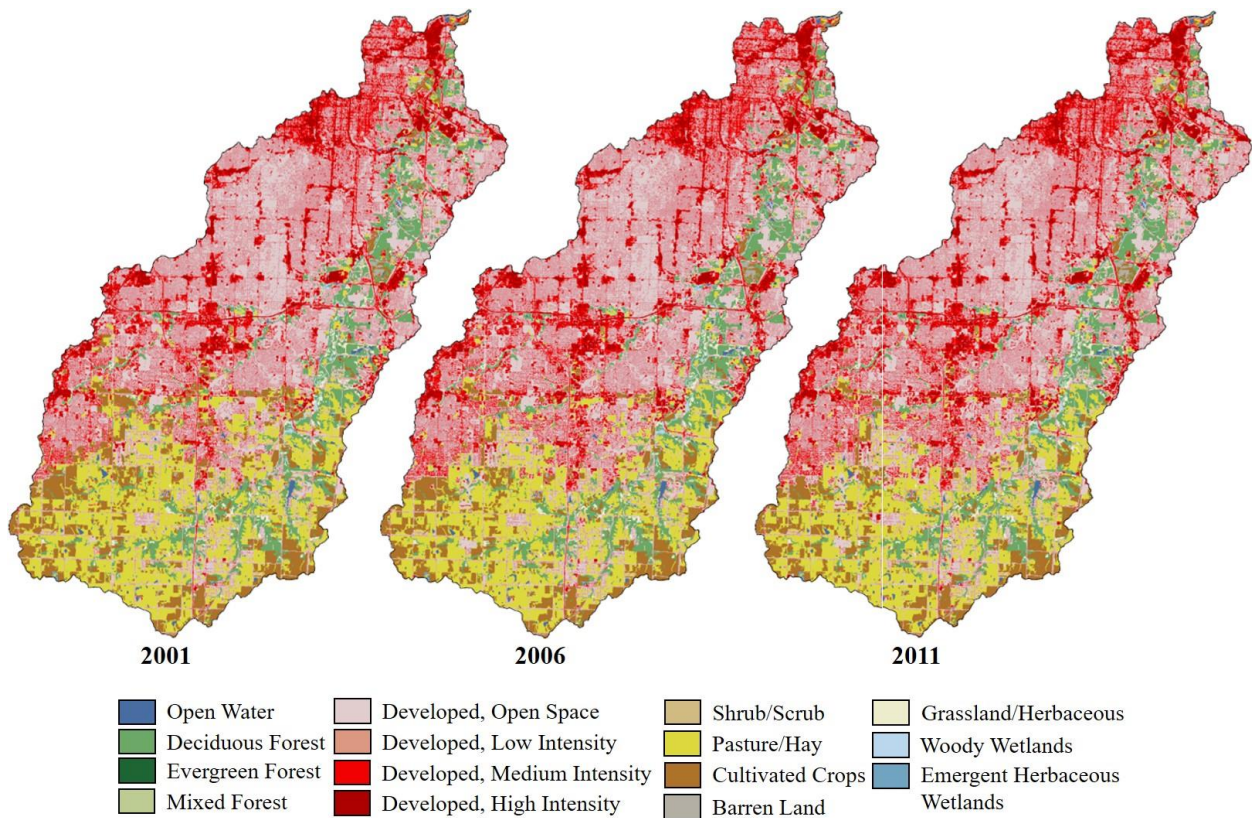 2001
2006
2011
Open Water
Deciduous Forest
Evergreen Forest
Mixed Forest
Developed, Open Space
Developed, Low Intensity
Developed, Medium Intensity
Developed, High Intensity
Shrub/Scrub
Pasture/Hay
Cultivated Crops
Barren Land
Grassland/Herbaceous
Woody Wetlands
Emergent Herbaceous
Wetlands